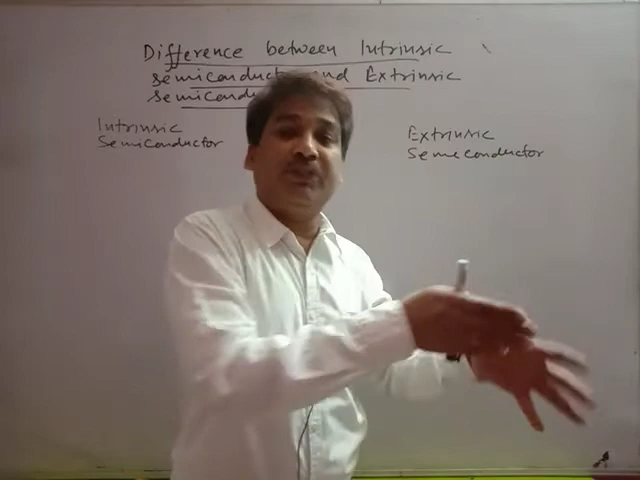 Difference between Intrinsic
semiconductor and Extrinsic
Intrinsic
Semiconductor
Extrinsic
Semiconductor